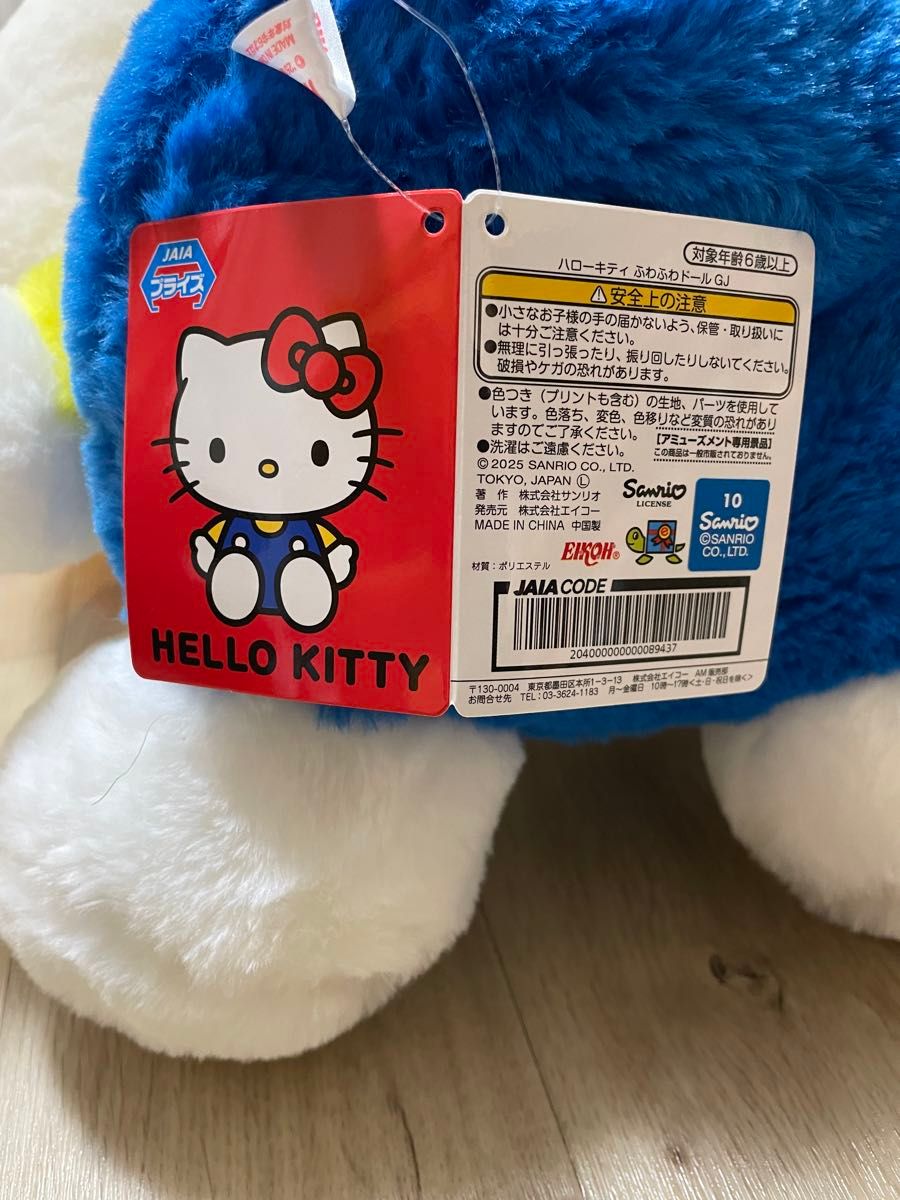 JAIA
プライズ
HELLO KITTY
対象年齢6歳以上
ハローキティ ふわふわドール GJ
⚠安全上の注意
●小さなお子様の手の届かないよう、保管・取り扱いに
は十分ご注意ください。
●無理に引っ張ったり、振り回したりしないでください。
破損やケガの恐れがあります。
●色つき（プリントも含む）の生地、パーツを使用して
います。色落ち、変色、色移りなど変質の恐れがあり
ますのでご了承ください。
●洗濯はご遠慮ください。
【アミューズメント専用景品】
この商品は一般市販されておりません。
© 2025 SANRIO CO., LTD.
TOKYO, JAPAN Ⓛ
著 作 株式会社サンリオ
発売元 株式会社エイコー
MADE IN CHINA 中国製
Sanrio
LICENSE
10
Sanrio
©SANRIO
CO., LTD.
EIKOH®
材質：ポリエステル
JAIA CODE
20400000000089437
〒130-0004 東京都墨田区本所1-3-13 株式会社エイコー AM販売部
お問合せ先 TEL:03-3624-1183 月～金曜日 10時～17時<土・日・祝日を除く>